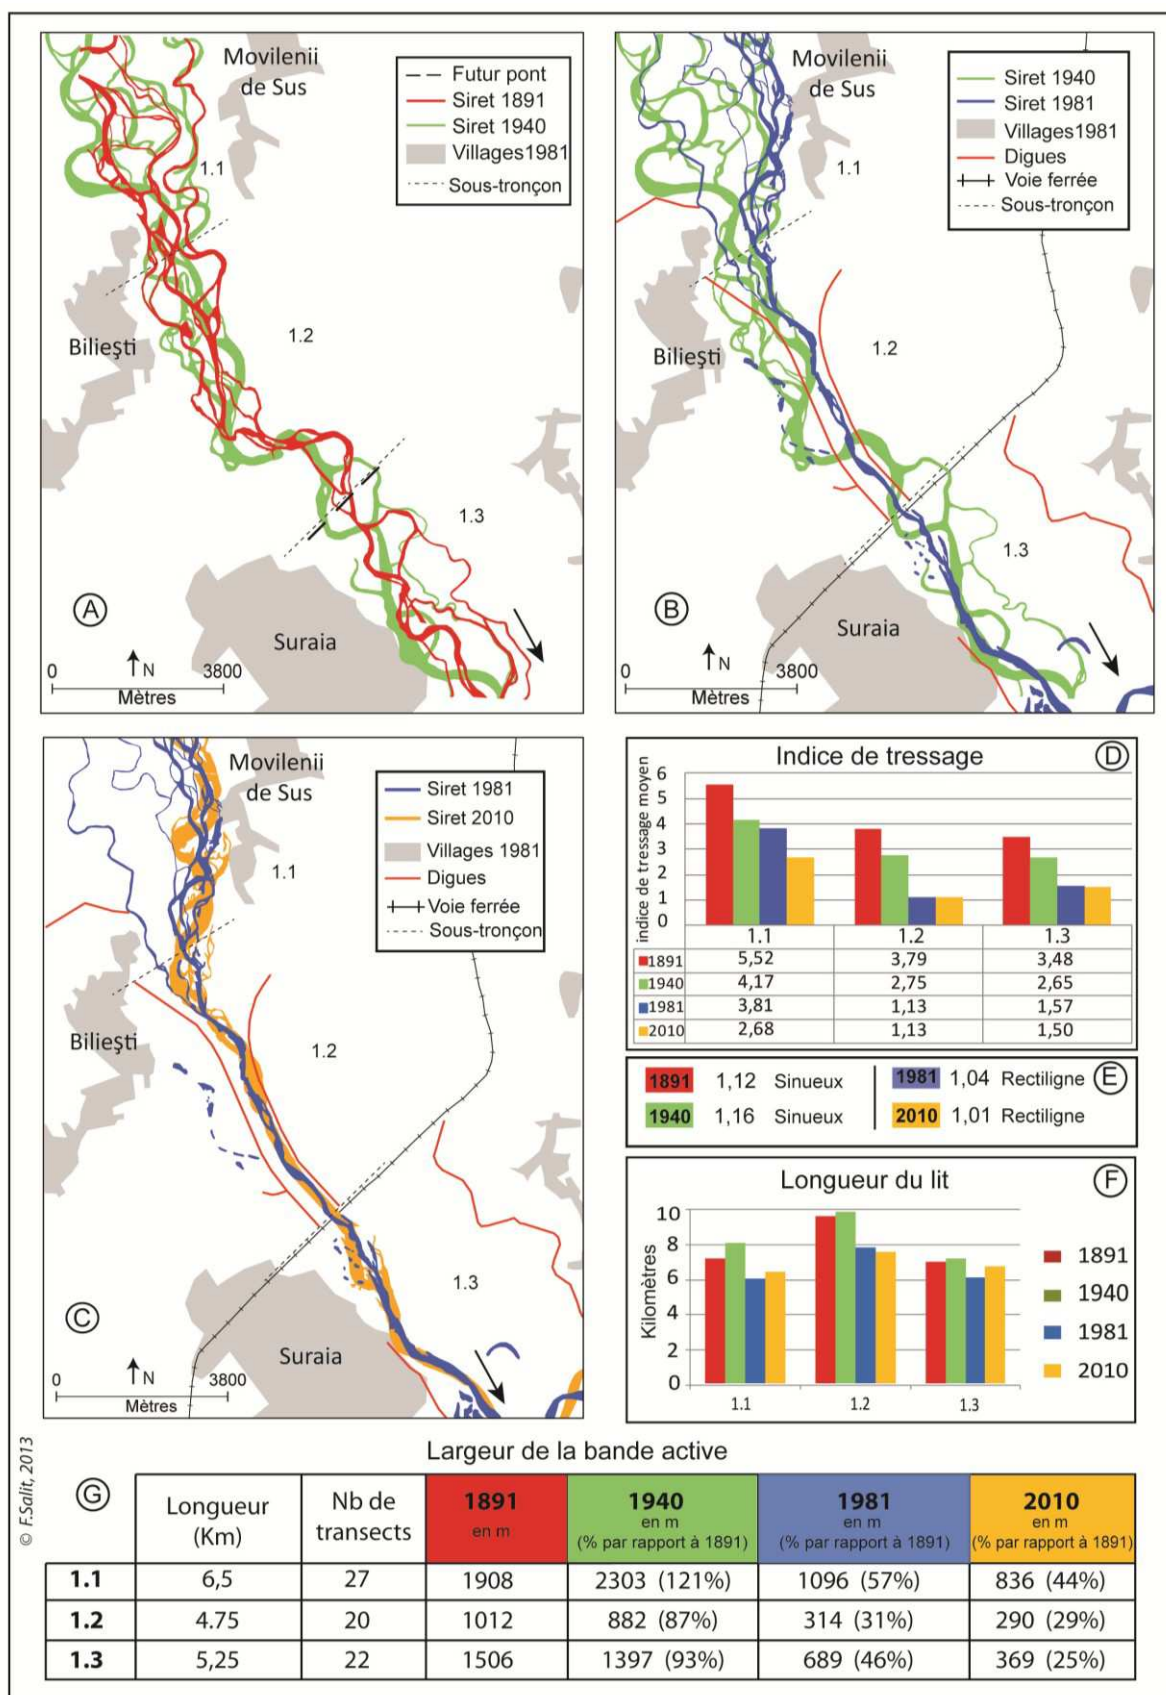 Movilenii
de Sus
Futur pont
Siret 1891
Siret 1940
Villages1981
Sous-tronçon
1.1
Bilieşti
1.2
1.3
A
Suraia
0 N 3800
Mètres
Movilenii
de Sus
Siret 1940
Siret 1981
Villages1981
Digues
Voie ferrée
Sous-tronçon
1.1
Bilieşti
1.2
1.3
B
Suraia
0 N 3800
Mètres
Movilenii
de Sus
Siret 1981
Siret 2010
Villages 1981
Digues
Voie ferrée
Sous-tronçon
1.1
Bilieşti
1.2
1.3
C
Suraia
0 N 3800
Mètres
Indice de tressage D
indice de tressage moyen
6
5
4
3
2
1
0
1.1 1.2 1.3
1891 5,52 3,79 3,48
1940 4,17 2,75 2,65
1981 3,81 1,13 1,57
2010 2,68 1,13 1,50
1891 1,12 Sinueux 1981 1,04 Rectiligne E
1940 1,16 Sinueux 2010 1,01 Rectiligne
Longueur du lit F
Kilomètres
10
8
6
4
2
0
1.1 1.2 1.3
1891
1940
1981
2010
© F.Salit, 2013
Largeur de la bande active
G Longueur (Km) Nb de transects 1891 en m 1940 en m (% par rapport à 1891) 1981 en m (% par rapport à 1891) 2010 en m (% par rapport à 1891)
1.1 6,5 27 1908 2303 (121%) 1096 (57%) 836 (44%)
1.2 4.75 20 1012 882 (87%) 314 (31%) 290 (29%)
1.3 5,25 22 1506 1397 (93%) 689 (46%) 369 (25%)